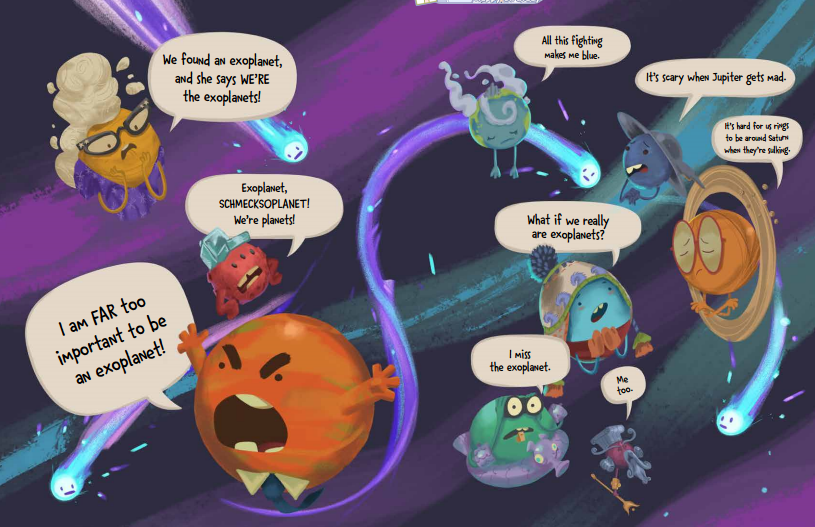 We found an exoplanet,
and she says WE'RE
the exoplanets!
All this fighting
makes me blue.
It's scary when Jupiter gets mad.
It's hard for us rings
to be around Saturn
when they're sulking.
Exoplanet,
SCHMECKSOPLANET!
We're planets!
What if we really
are exoplanets?
I am FAR too
important to be
an exoplanet!
I miss
the exoplanet.
Me
too.